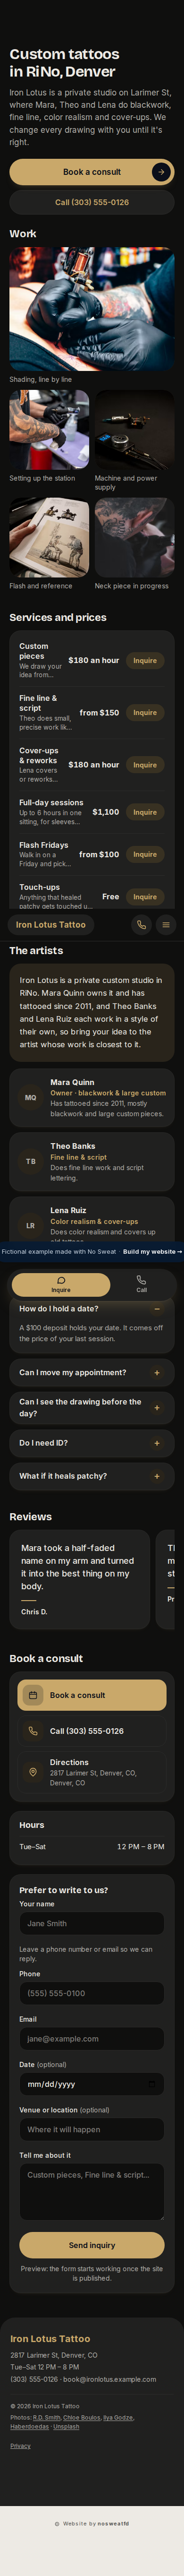 Custom tattoos
in RiNo, Denver
Iron Lotus is a private studio on Larimer St,
where Mara, Theo and Lena do blackwork,
fine line, color realism and cover-ups. We
change every drawing with you until it's
right.
Book a consult
Call (303) 555-0126
Work
Shading, line by line
Setting up the station
Machine and power
supply
Flash and reference
Neck piece in progress
Services and prices
Custom
pieces
We draw your
idea from…
$180 an hour
Inquire
Fine line &
script
Theo does small,
precise work lik…
from $150
Inquire
Cover-ups
& reworks
Lena covers
or reworks…
$180 an hour
Inquire
Full-day sessions
Up to 6 hours in one
sitting, for sleeves…
$1,100
Inquire
Flash Fridays
Walk in on a
Friday and pick…
from $100
Inquire
Touch-ups
Anything that healed
patchy gets touched u…
Free
Inquire
Iron Lotus Tattoo
The artists
Iron Lotus is a private custom studio in
RiNo. Mara Quinn owns it and has
tattooed since 2011, and Theo Banks
and Lena Ruiz each work in a style of
their own, so bring your idea to the
artist whose work is closest to it.
MQ
Mara Quinn
Owner · blackwork & large custom
Has tattooed since 2011, mostly
blackwork and large custom pieces.
TB
Theo Banks
Fine line & script
Does fine line work and script
lettering.
LR
Lena Ruiz
Color realism & cover-ups
Does color realism and covers up
Fictional example made with No Sweat · Build my website →
Inquire
Call
How do I hold a date?
A $100 deposit holds your date. It comes off
the price of your last session.
Can I move my appointment?
Can I see the drawing before the
day?
Do I need ID?
What if it heals patchy?
Reviews
Mara took a half-faded
name on my arm and turned
it into the best thing on my
body.
Chris D.
Book a consult
Book a consult
Call (303) 555-0126
Directions
2817 Larimer St, Denver, CO,
Denver, CO
Hours
Tue–Sat
12 PM – 8 PM
Prefer to write to us?
Your name
Jane Smith
Leave a phone number or email so we can
reply.
Phone
(555) 555-0100
Email
jane@example.com
Date (optional)
mm/dd/yyyy
Venue or location (optional)
Where it will happen
Tell me about it
Custom pieces, Fine line & script...
Send inquiry
Preview: the form starts working once the site
is published.
Iron Lotus Tattoo
2817 Larimer St, Denver, CO
Tue–Sat 12 PM – 8 PM
(303) 555-0126 · book@ironlotus.example.com
© 2026 Iron Lotus Tattoo
Photos: R.D. Smith, Chloe Boulos, Ilya Godze,
Haberdoedas · Unsplash
Privacy
Website by nosweatfd